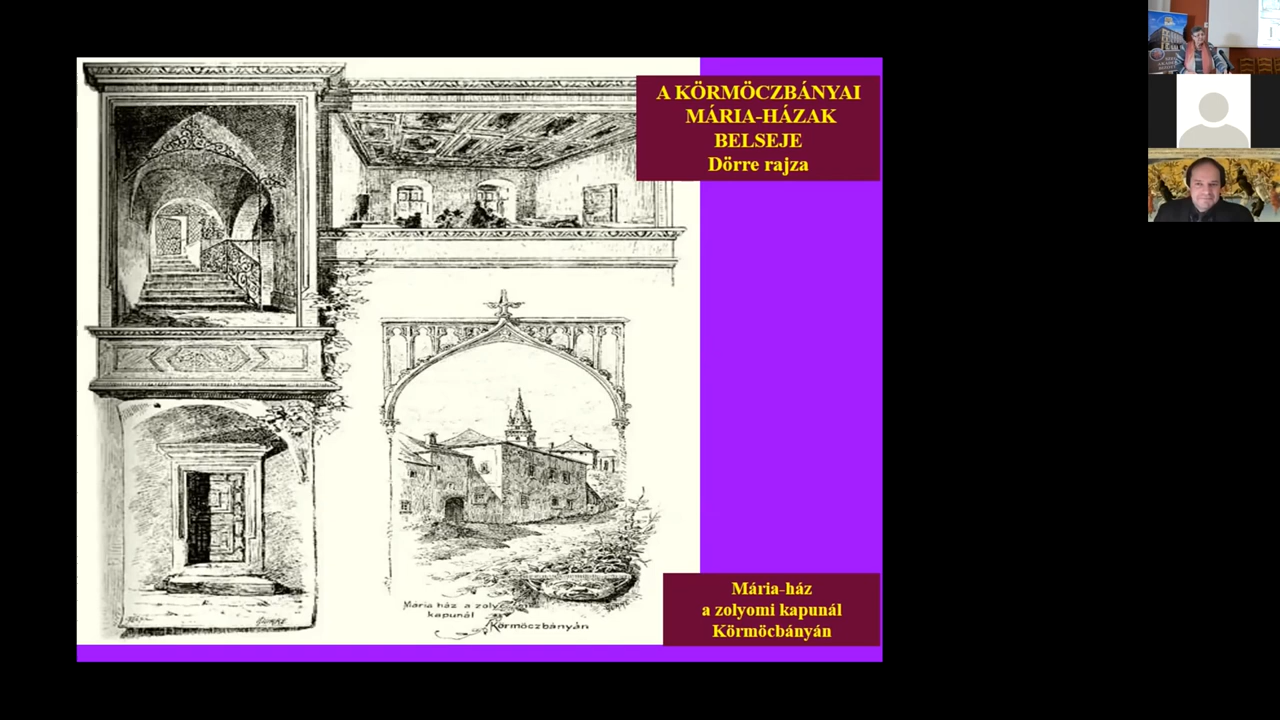 A KÖRMÖCZBÁNYAI
MÁRIA-HÁZAK
BELSEJE
Dörre rajza
Mária ház a zolyomi
kapunál
Körmöczbányán
Mária-ház
a zolyomi kapunál
Körmöcbányán